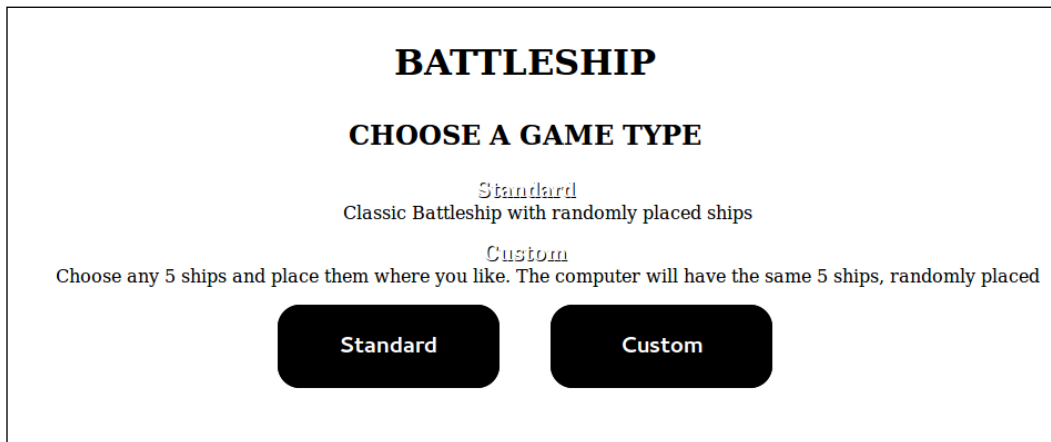 BATTLESHIP
CHOOSE A GAME TYPE
Standard
Classic Battleship with randomly placed ships
Custom
Choose any 5 ships and place them where you like. The computer will have the same 5 ships, randomly placed
Standard
Custom